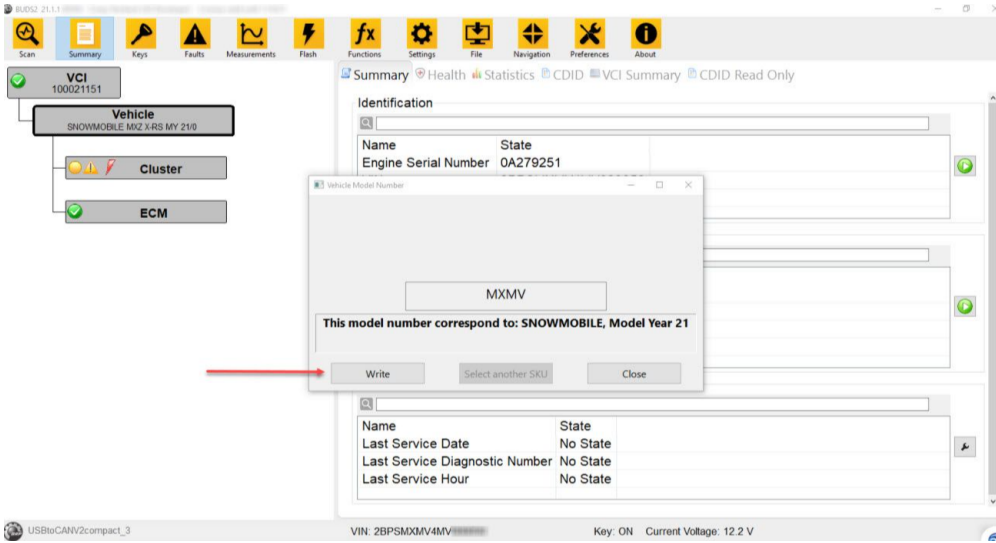 BUDS2 21.1.1
Scan
Summary
Keys
Faults
Measurements
Flash
fx
Functions
Settings
File
Navigation
Preferences
About
VCI
100021151
Vehicle
SNOWMOBILE MXZ X-RS MY 21/0
Cluster
ECM
Summary Health Statistics CDID VCI Summary CDID Read Only
Identification
Name State
Engine Serial Number 0A279251
Vehicle Model Number
MXMV
This model number correspond to: SNOWMOBILE, Model Year 21
Write Select another SKU Close
Name State
Last Service Date No State
Last Service Diagnostic Number No State
Last Service Hour No State
USBtoCANV2compact_3 VIN: 2BPSMXMV4MV Key: ON Current Voltage: 12.2 V